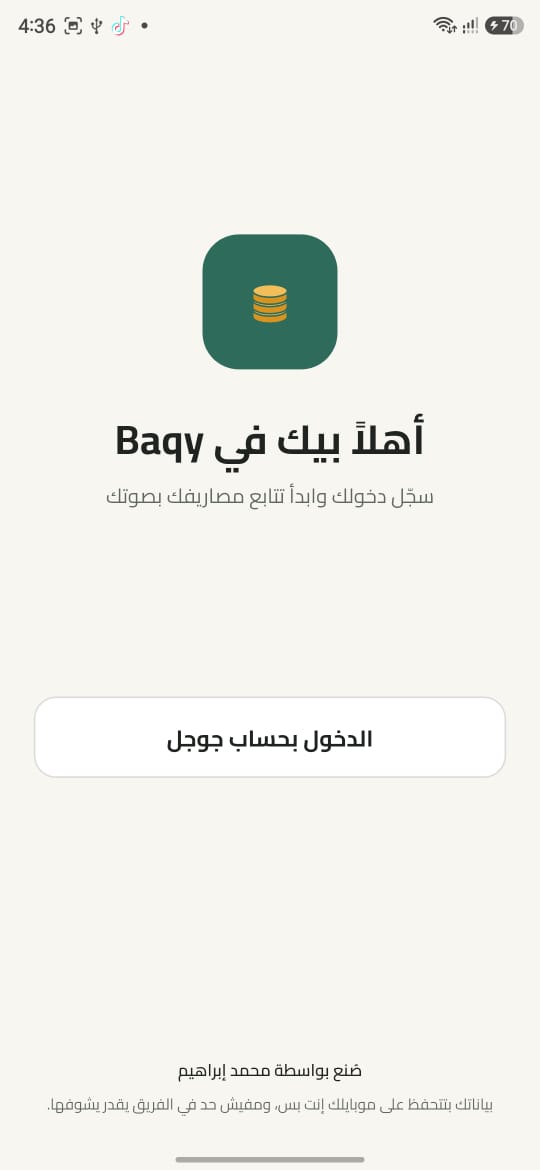 4:36
70
أهلاً بيك في Baqy
سجّل دخولك وابدأ تتابع مصاريفك بصوتك
الدخول بحساب جوجل
صُنع بواسطة محمد إبراهيم
بياناتك بتتحفظ على موبايلك إنت بس، ومفيش حد في الفريق يقدر يشوفها.